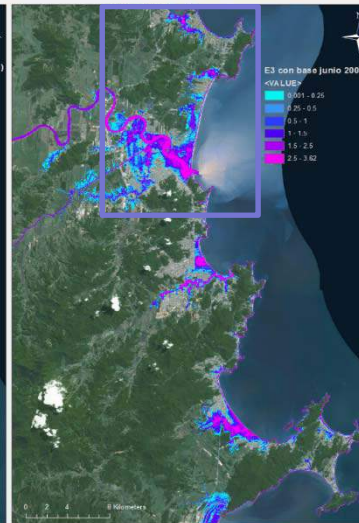 E3 con base junio 200
<VALUE>
0.001 - 0.25
0.25 - 0.5
0.5 - 1
1 - 1.5
1.5 - 2.5
2.5 - 3.62
0 2 4 8 Kilometers